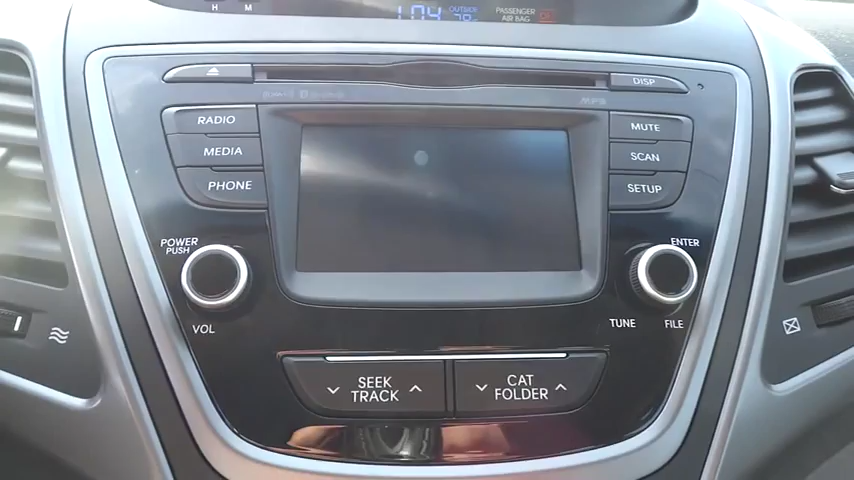 H M
1:04
OUTSIDE
78°
PASSENGER
AIR BAG
DISP
RADIO
MEDIA
PHONE
MUTE
SCAN
SETUP
POWER
PUSH
VOL
ENTER
TUNE
FILE
SEEK
TRACK
CAT
FOLDER